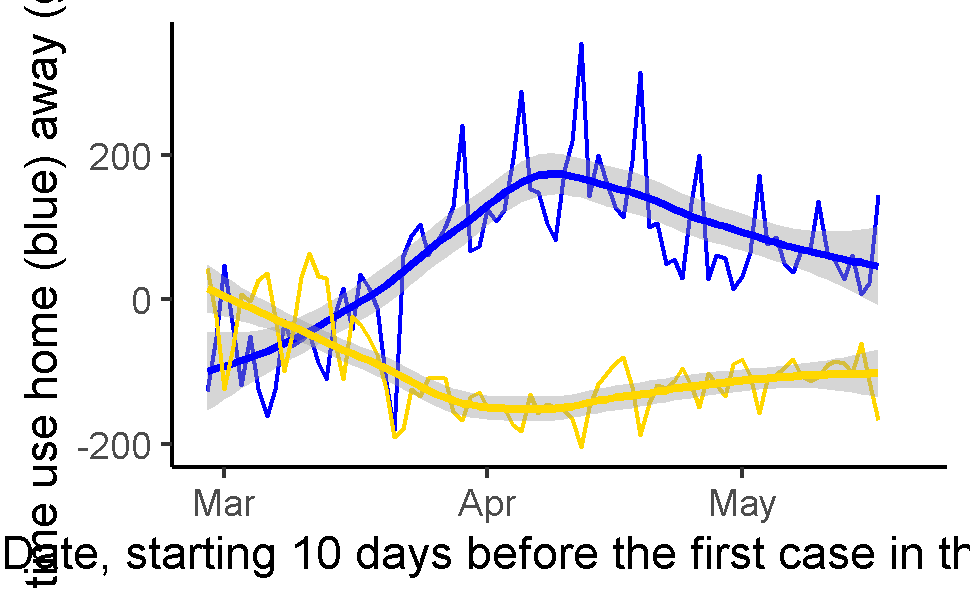 time use home (blue) away (
200
0
-200
Mar Apr May
Date, starting 10 days before the first case in th